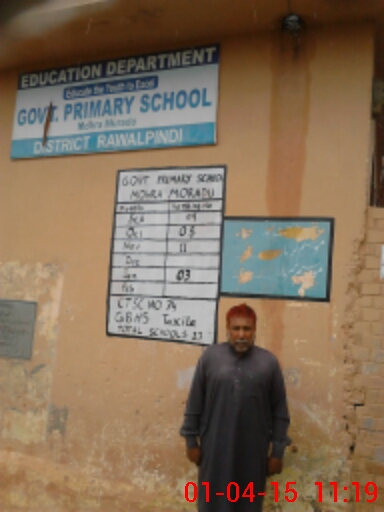 EDUCATION DEPARTMENT
Educate the Youth to Excel
GOVT. PRIMARY SCHOOL
Mohra Moradu
DISTRICT RAWALPINDI
GOVT PRIMARY SCHOOL
MOHRA MORADU
Sep 09
Oct 03
Nov 11
Dec
Jan 03
Feb
CTSC NO 74
GBHS Taxila
TOTAL SCHOOLS 27
01-04-15 11:19